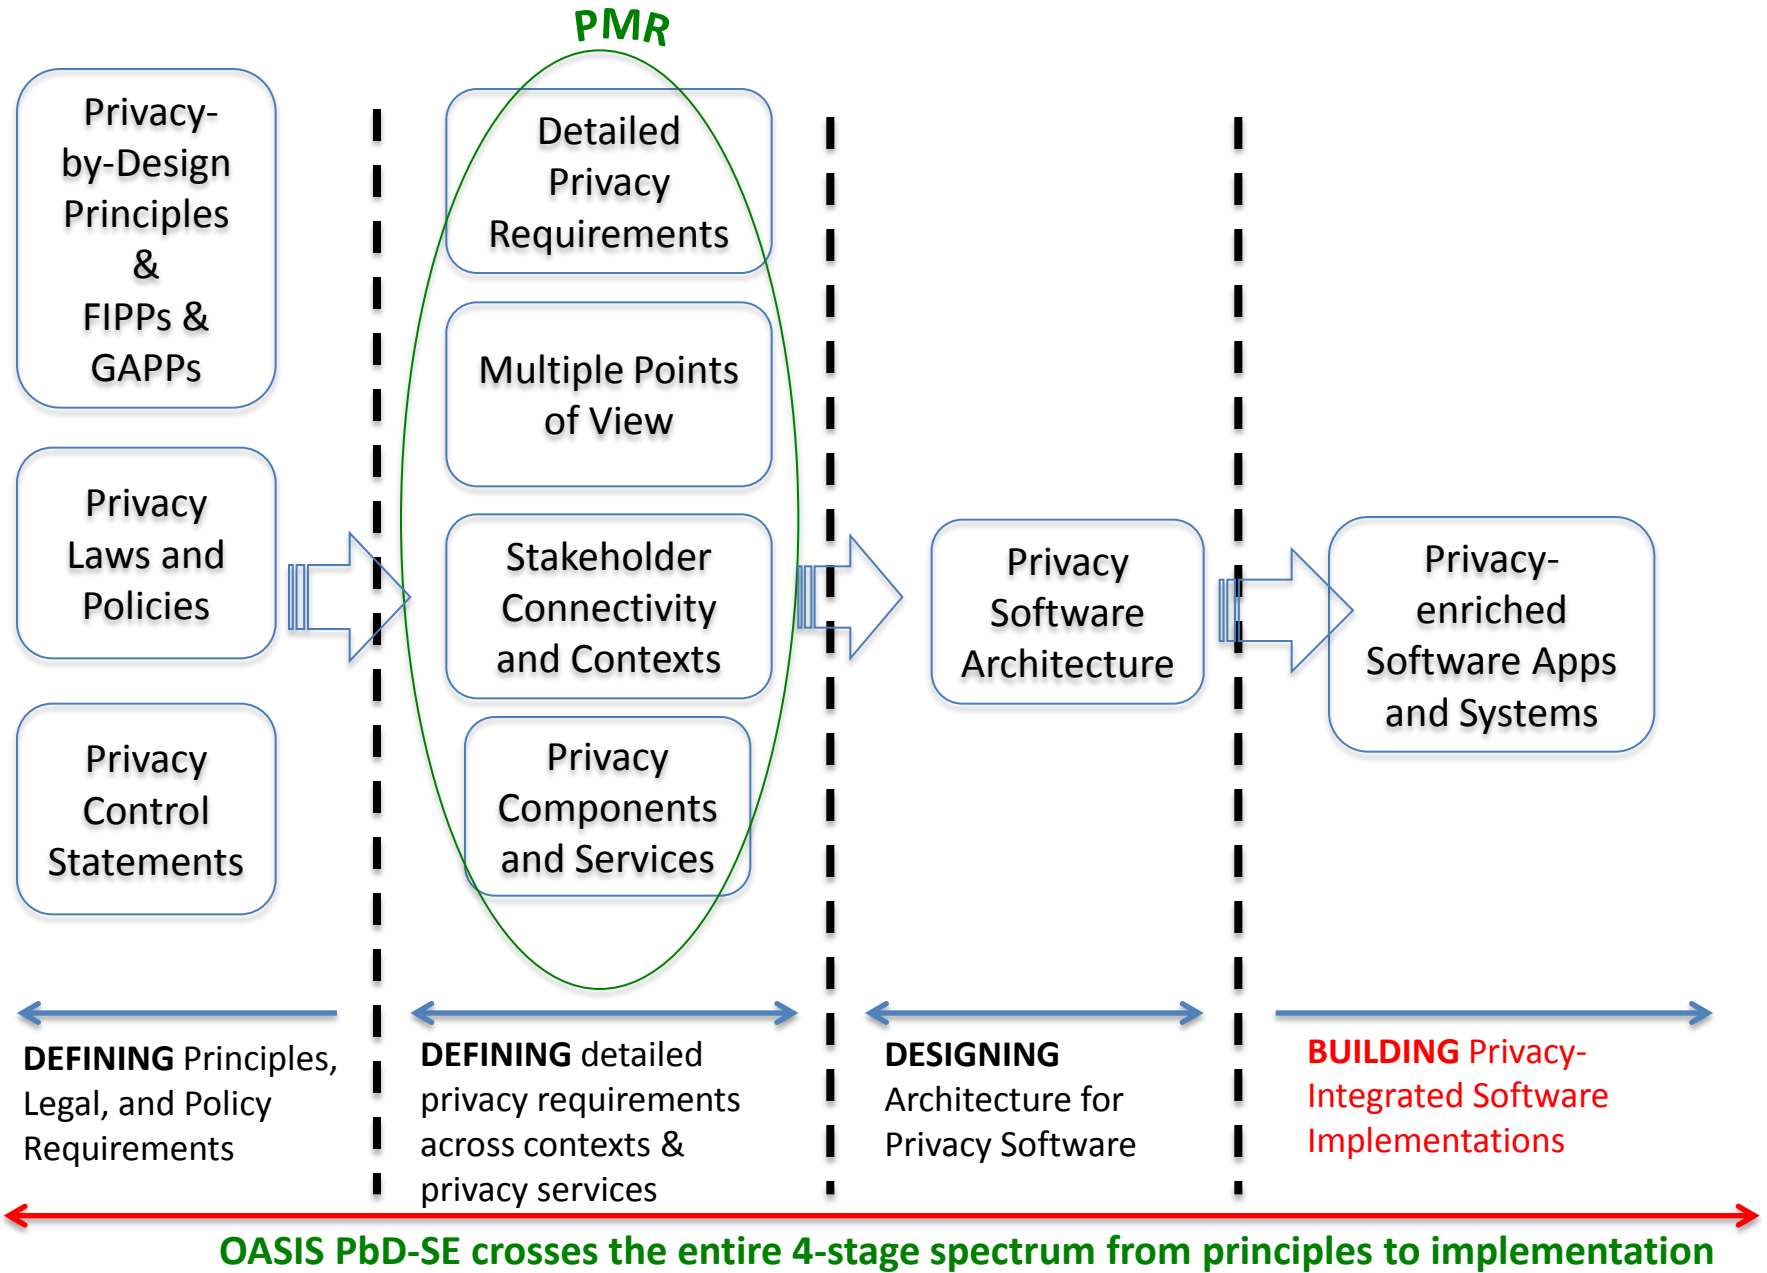 PMR
Privacy-
by-Design
Principles
&
FIPPs &
GAPPs
Privacy
Laws and
Policies
Privacy
Control
Statements
Detailed
Privacy
Requirements
Multiple Points
of View
Stakeholder
Connectivity
and Contexts
Privacy
Components
and Services
Privacy
Software
Architecture
Privacy-
enriched
Software Apps
and Systems
DEFINING Principles,
Legal, and Policy
Requirements
DEFINING detailed
privacy requirements
across contexts &
privacy services
DESIGNING
Architecture for
Privacy Software
BUILDING Privacy-
Integrated Software
Implementations
OASIS PbD-SE crosses the entire 4-stage spectrum from principles to implementation